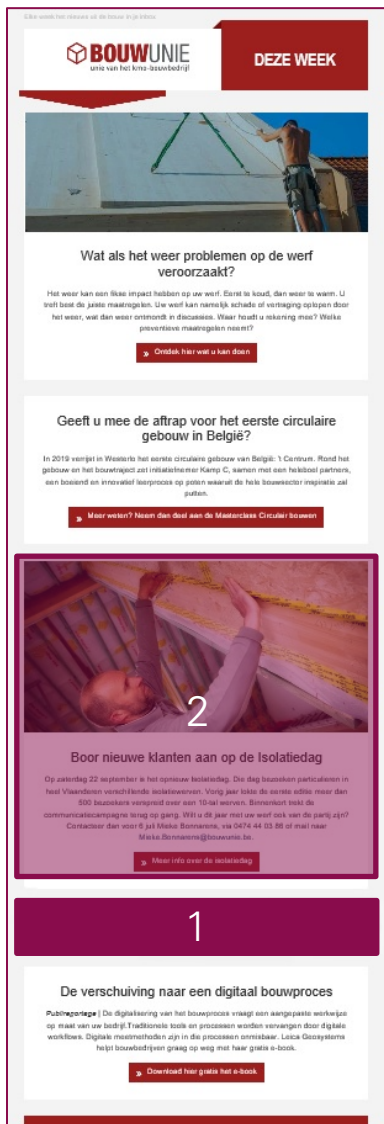 Elke week het nieuws uit de bouw in je inbox
BOUWUNIE
unie van het kmo-bouwbedrijf
DEZE WEEK
Wat als het weer problemen op de werf
veroorzaakt?
Het weer kan een fikse impact hebben op uw werf. Eerst te koud, dan weer te warm. U
treft best de juiste maatregelen. Uw werf kan namelijk schade of vertraging oplopen door
het weer, wat dan weer ontmondt in discussies. Waar houdt u rekening mee? Welke
preventieve maatregelen neemt?
» Ontdek hier wat u kan doen
Geeft u mee de aftrap voor het eerste circulaire
gebouw in België?
In 2019 verrijst in Westerlo het eerste circulaire gebouw van België: 't Centrum. Rond het
gebouw en het bouwtraject zet initiatiefnemer Kamp C, samen met een heleboel partners,
een boeiend en innovatief leerproces op poten waaruit de hele bouwsector inspiratie zal
putten.
» Meer weten? Neem dan deel aan de Masterclass Circulair bouwen
2
Boor nieuwe klanten aan op de Isolatiedag
Op zaterdag 22 september is het opnieuw Isolatiedag. Die dag bezoeken particulieren in
heel Vlaanderen verschillende isolatiewerven. Vorig jaar lokte de eerste editie meer dan
500 bezoekers verspreid over een 10-tal werven. Binnenkort trekt de
communicatiecampagne terug op gang. Wilt u dit jaar met uw werf ook van de partij zijn?
Contacteer dan voor 6 juli Mieke Bonnarens, via 0474 44 03 86 of mail naar
Mieke.Bonnarens@bouwunie.be.
» Meer info over de isolatiedag
1
De verschuiving naar een digitaal bouwproces
Publireportage | De digitalisering van het bouwproces vraagt een aangepaste werkwijze
op maat van uw bedrijf.Traditionele tools en processen worden vervangen door digitale
workflows. Digitale meetmethoden zijn in die processen onmisbaar. Leica Geosystems
helpt bouwbedrijven graag op weg met haar gratis e-book.
» Download hier gratis het e-book